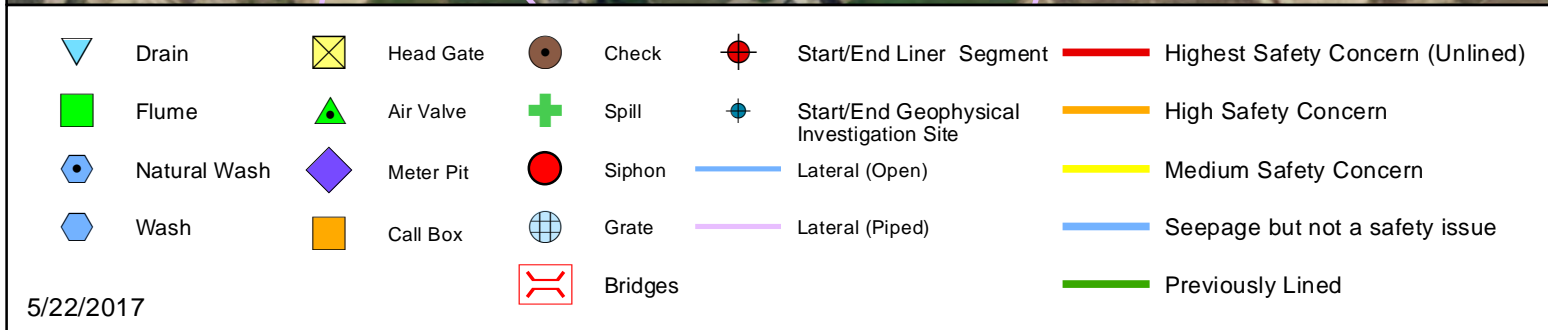 Drain
Flume
Natural Wash
Wash
Head Gate
Air Valve
Meter Pit
Call Box
Check
Spill
Siphon
Grate
Bridges
Start/End Liner Segment
Start/End Geophysical
Investigation Site
Lateral (Open)
Lateral (Piped)
Highest Safety Concern (Unlined)
High Safety Concern
Medium Safety Concern
Seepage but not a safety issue
Previously Lined
5/22/2017